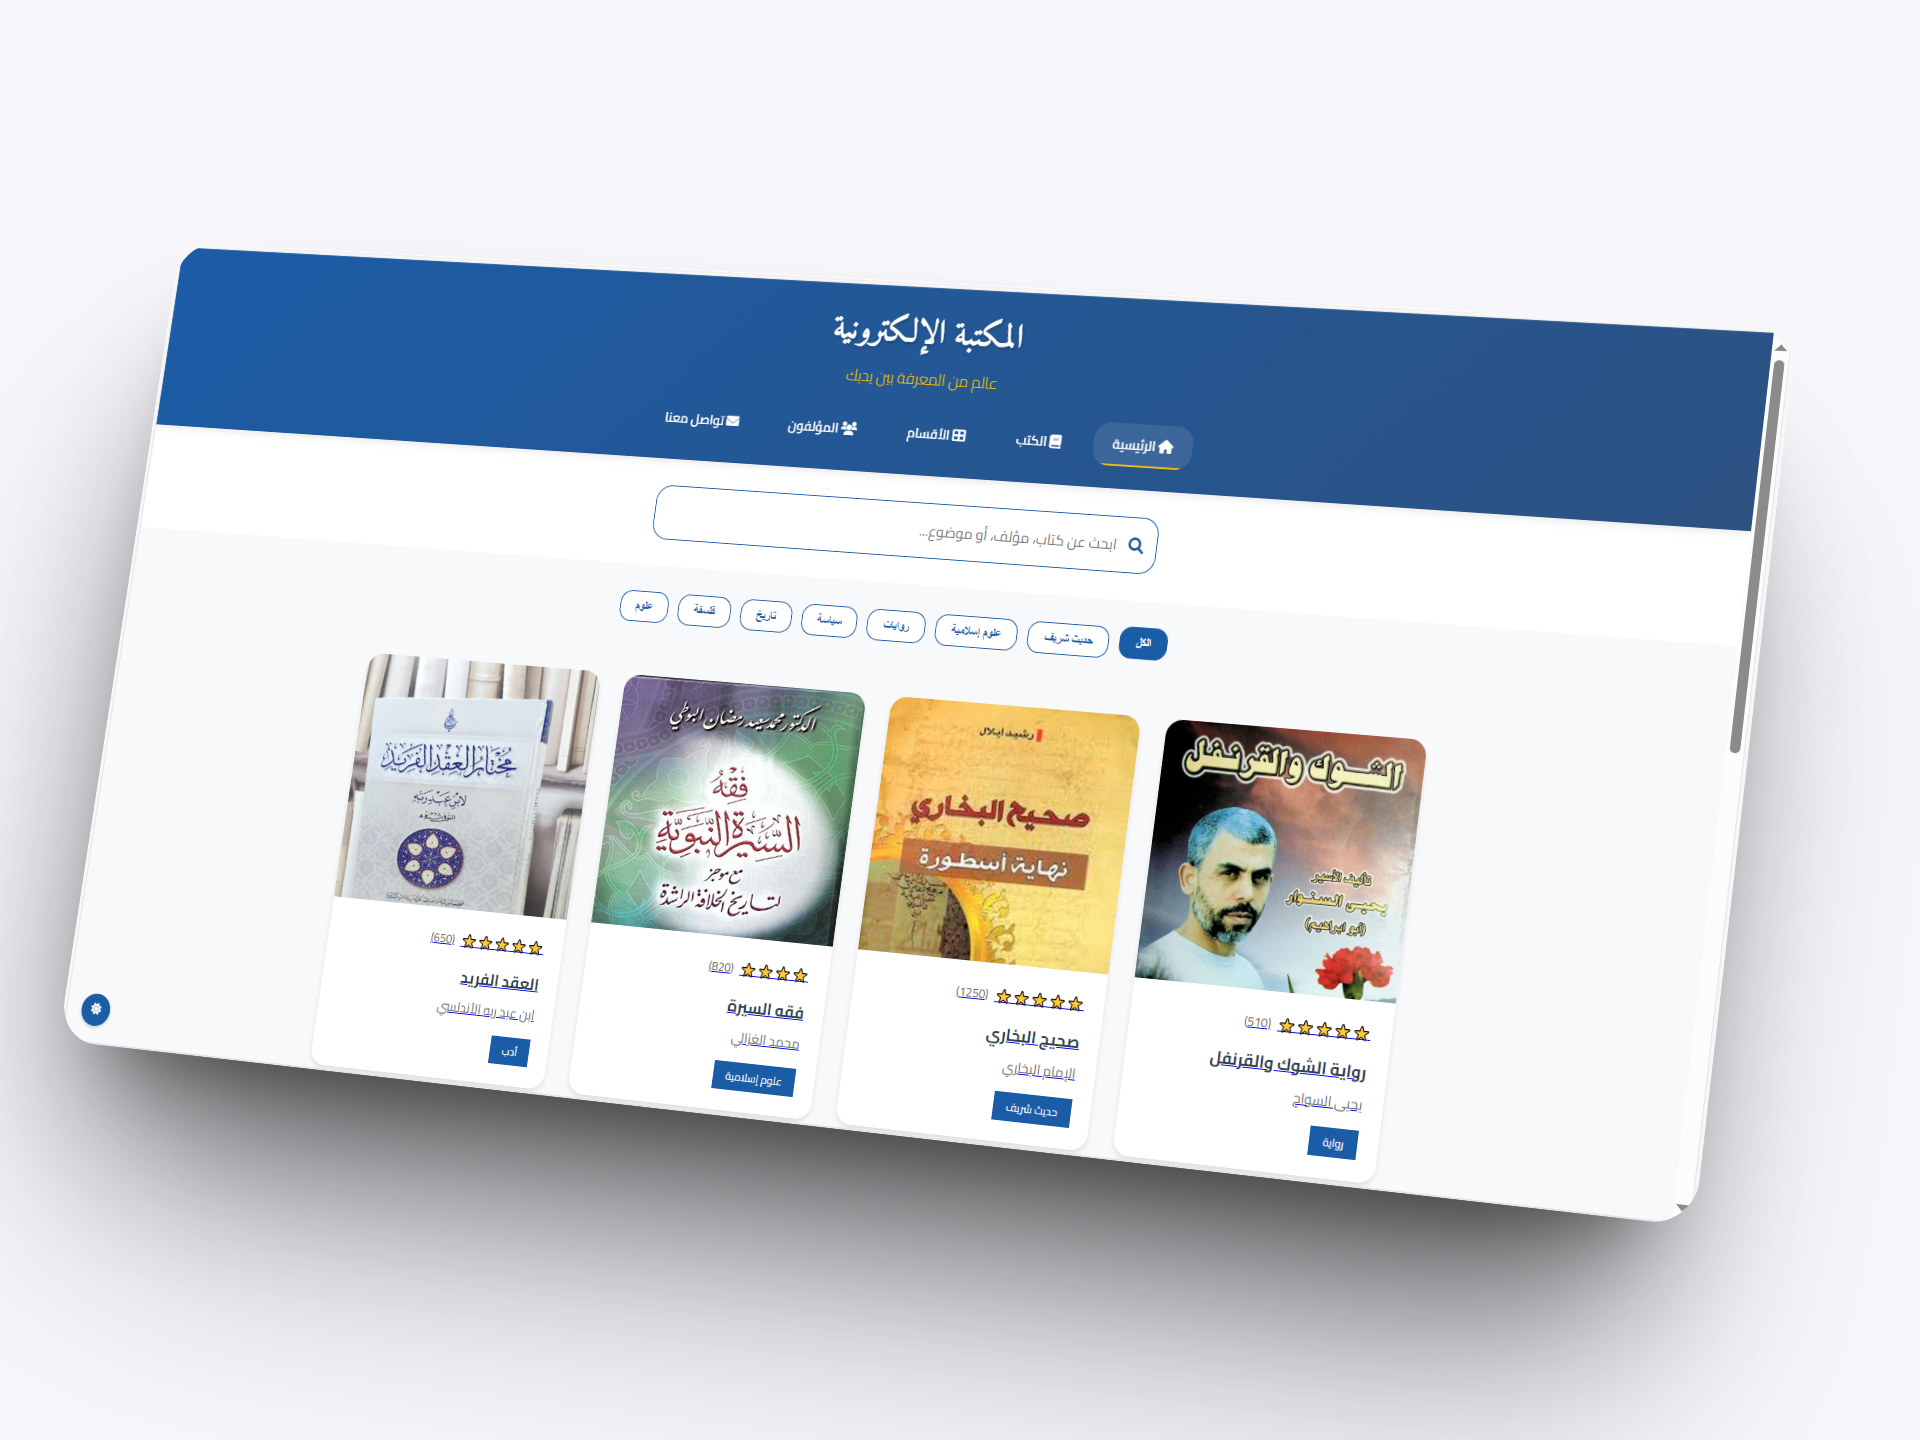 المكتبة الإلكترونية
عالم من المعرفة بين يديك
الرئيسية
الكتب
الأقسام
المؤلفون
تواصل معنا
ابحث عن كتاب، مؤلف، أو موضوع...
الكل
حديث شريف
علوم إسلامية
روايات
سياسة
تاريخ
فلسفة
علوم
الشوك والقرنفل
تأليف الأسير
يحيى السنوار
(ابو ابراهيم)
(510)
رواية الشوك والقرنفل
يحيى السواح
رواية
رشيد ايلال
صحيح البخاري
نهاية أسطورة
(1250)
صحيح البخاري
الإمام البخاري
حديث شريف
الدكتور محمد سعيد رمضان البوطي
فقه
السيرة النبوية
مع موجز
لتاريخ الخلافة الراشدة
(820)
فقه السيرة
محمد الغزالي
علوم إسلامية
مختار العقد الفريد
لابن عبد ربه
(650)
العقد الفريد
ابن عبد ربه الأندلسي
أدب